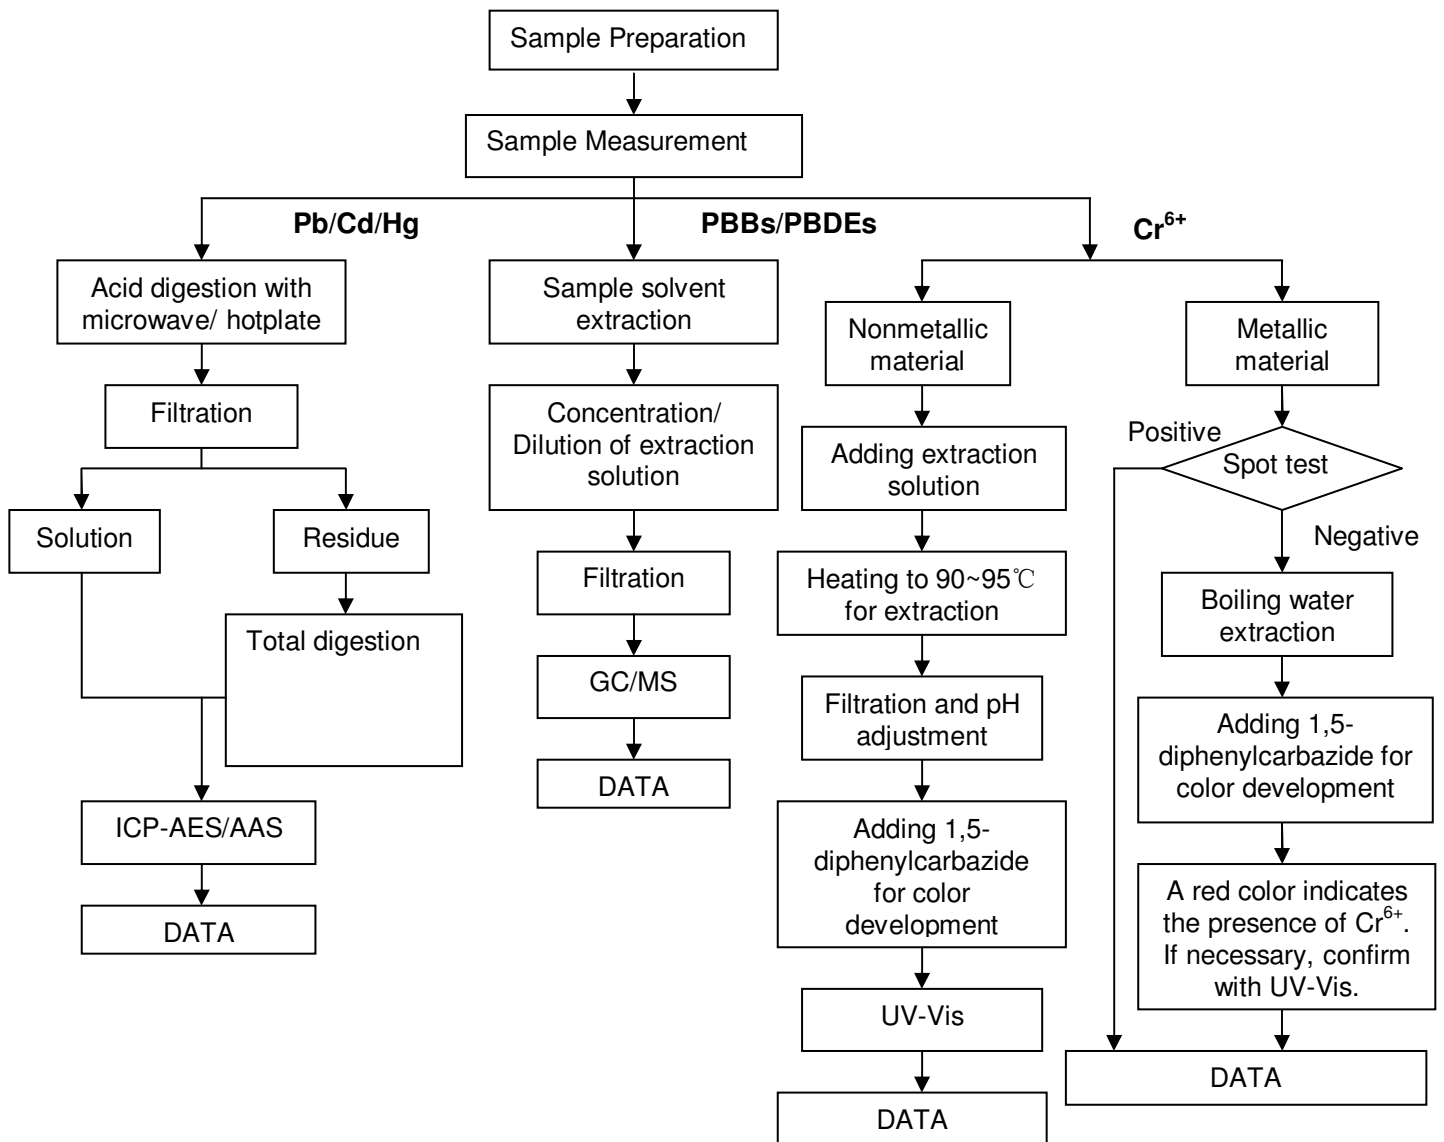 Sample Preparation
Sample Measurement
Pb/Cd/Hg
PBBs/PBDEs
Cr⁶⁺
Acid digestion with
microwave/ hotplate
Filtration
Solution
Residue
Total digestion
ICP-AES/AAS
DATA
Sample solvent
extraction
Concentration/
Dilution of extraction
solution
Filtration
GC/MS
DATA
Nonmetallic
material
Adding extraction
solution
Heating to 90~95℃
for extraction
Filtration and pH
adjustment
Adding 1,5-
diphenylcarbazide
for color
development
UV-Vis
DATA
Metallic
material
Positive
Spot test
Negative
Boiling water
extraction
Adding 1,5-
diphenylcarbazide for
color development
A red color indicates
the presence of Cr⁶⁺.
If necessary, confirm
with UV-Vis.
DATA